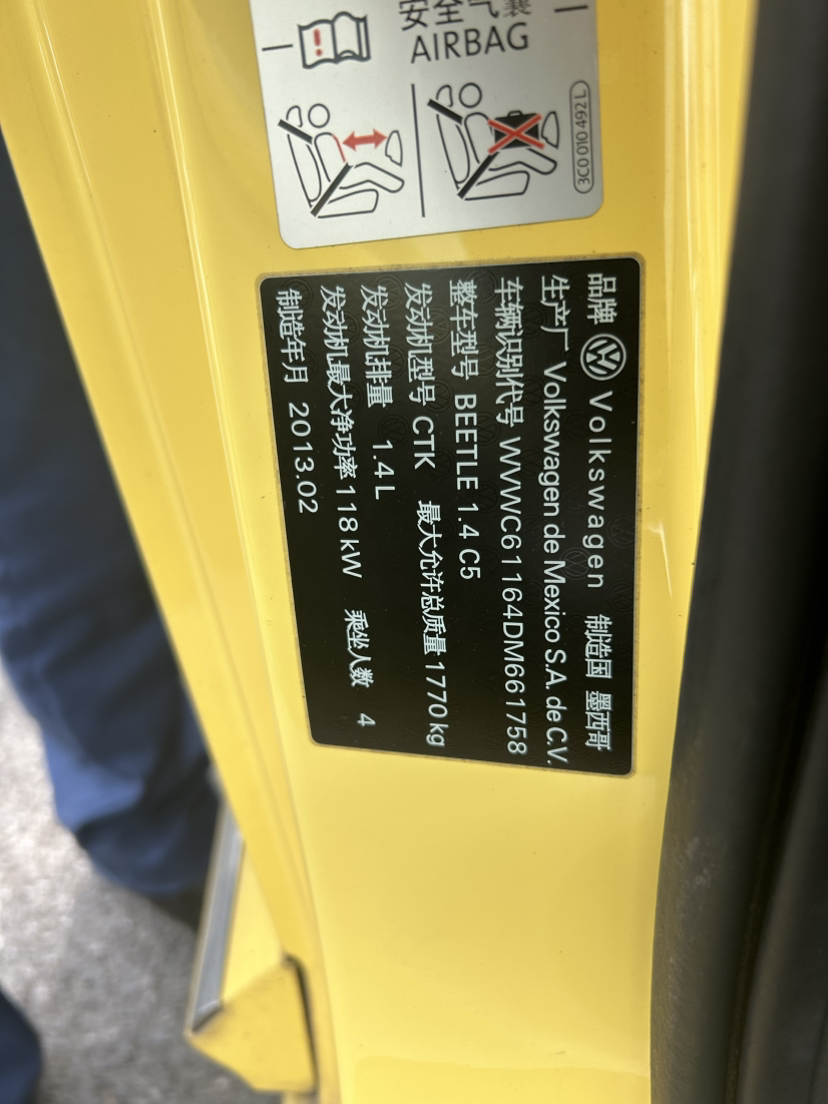 安全气囊
AIRBAG
3C0 010 492 L
品牌 Volkswagen 制造国 墨西哥
生产厂 Volkswagen de Mexico S.A. de C.V.
车辆识别代号 WVWC61164DM661758
整车型号 BEETLE 1.4 C5
发动机型号 CTK 最大允许总质量 1770 kg
发动机排量 1.4 L
发动机最大净功率 118 kW 乘坐人数 4
制造年月 2013.02